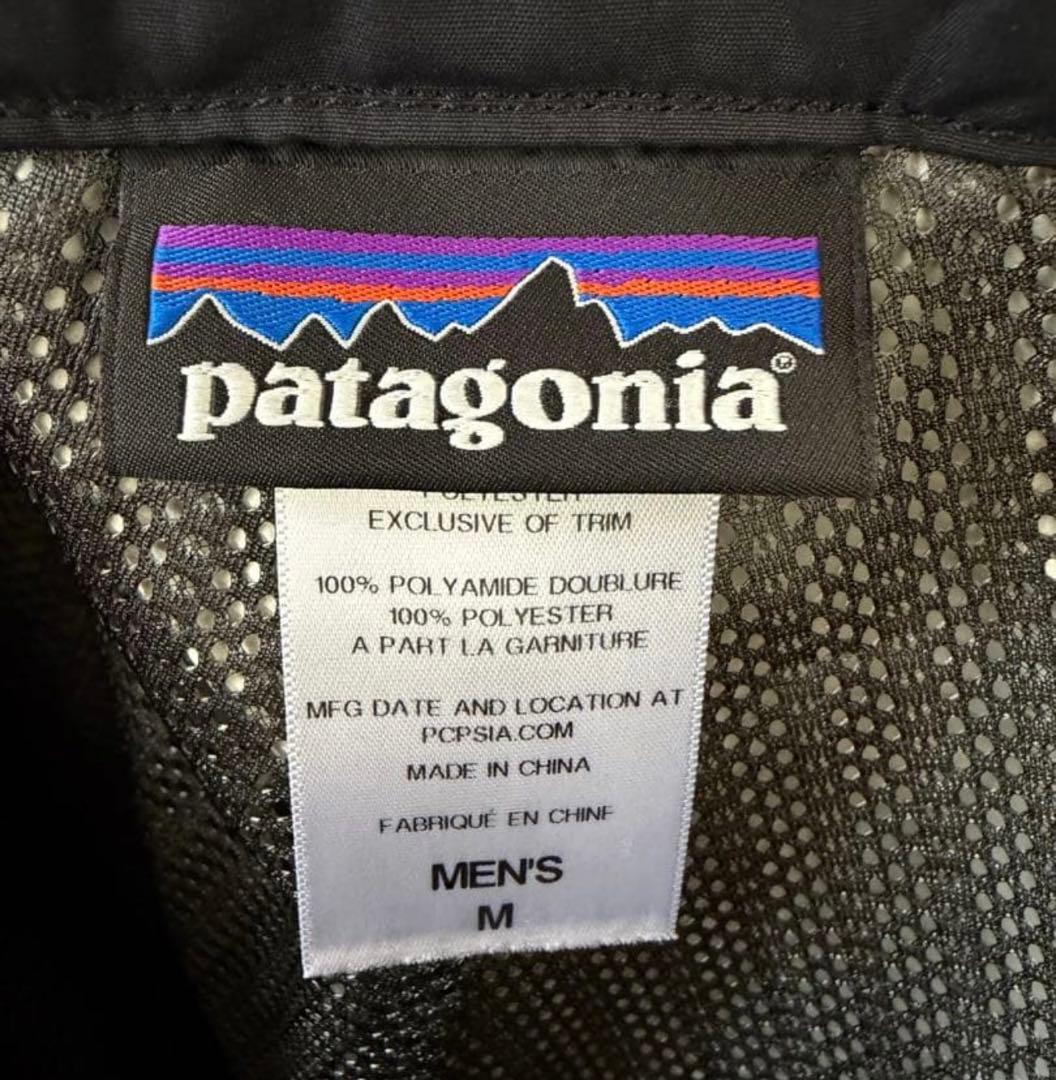 patagonia®
POLYESTER
EXCLUSIVE OF TRIM
100% POLYAMIDE DOUBLURE
100% POLYESTER
A PART LA GARNITURE
MFG DATE AND LOCATION AT
PCPSIA.COM
MADE IN CHINA
FABRIQUÉ EN CHINE
MEN'S
M